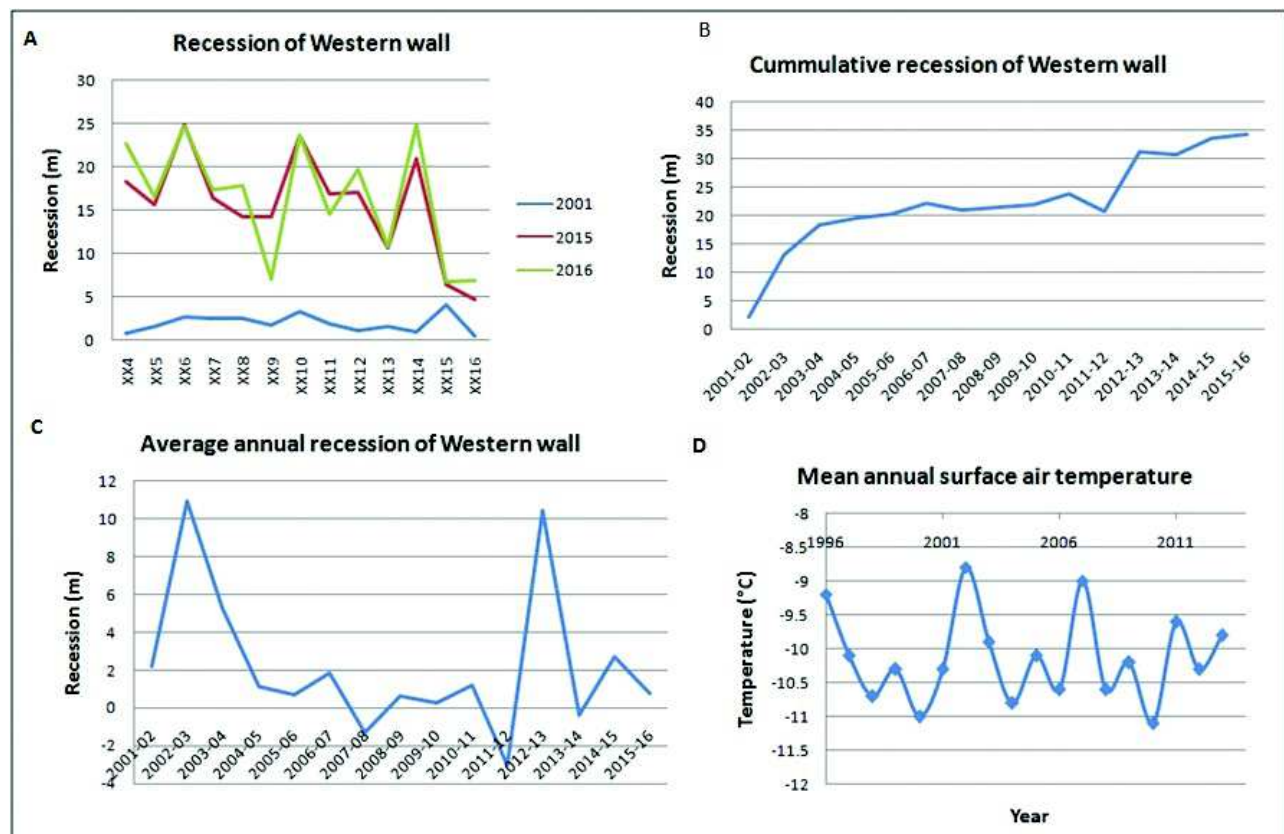 A
Recession of Western wall
Recession (m)
30
25
20
15
10
5
0
XX4
XX5
XX6
XX7
XX8
XX9
XX10
XX11
XX12
XX13
XX14
XX15
XX16
2001
2015
2016
B
Cummulative recession of Western wall
Recession (m)
40
35
30
25
20
15
10
5
0
2001-02
2002-03
2003-04
2004-05
2005-06
2006-07
2007-08
2008-09
2009-10
2010-11
2011-12
2012-13
2013-14
2014-15
2015-16
C
Average annual recession of Western wall
Recession (m)
12
10
8
6
4
2
0
-2
-4
2001-02
2002-03
2003-04
2004-05
2005-06
2006-07
2007-08
2008-09
2009-10
2010-11
2011-12
2012-13
2013-14
2014-15
2015-16
D
Mean annual surface air temperature
Temperature (°C)
-8
-8.5
-9
-9.5
-10
-10.5
-11
-11.5
-12
1996
2001
2006
2011
Year